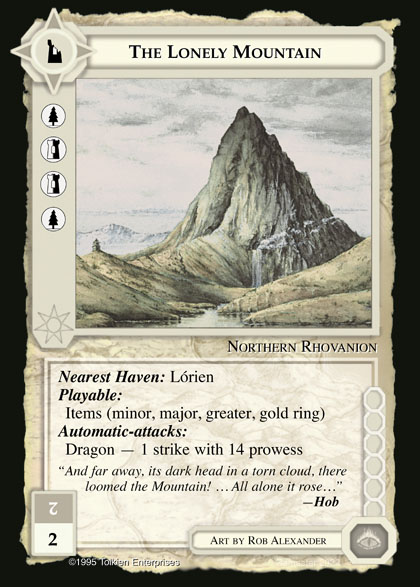 THE LONELY MOUNTAIN
NORTHERN RHOVANION
Nearest Haven: Lórien
Playable:
Items (minor, major, greater, gold ring)
Automatic-attacks:
Dragon — 1 strike with 14 prowess
“And far away, its dark head in a torn cloud, there
loomed the Mountain! …All alone it rose…”
—Hob
2
2
ART BY ROB ALEXANDER
©1995 Tolkien Enterprises